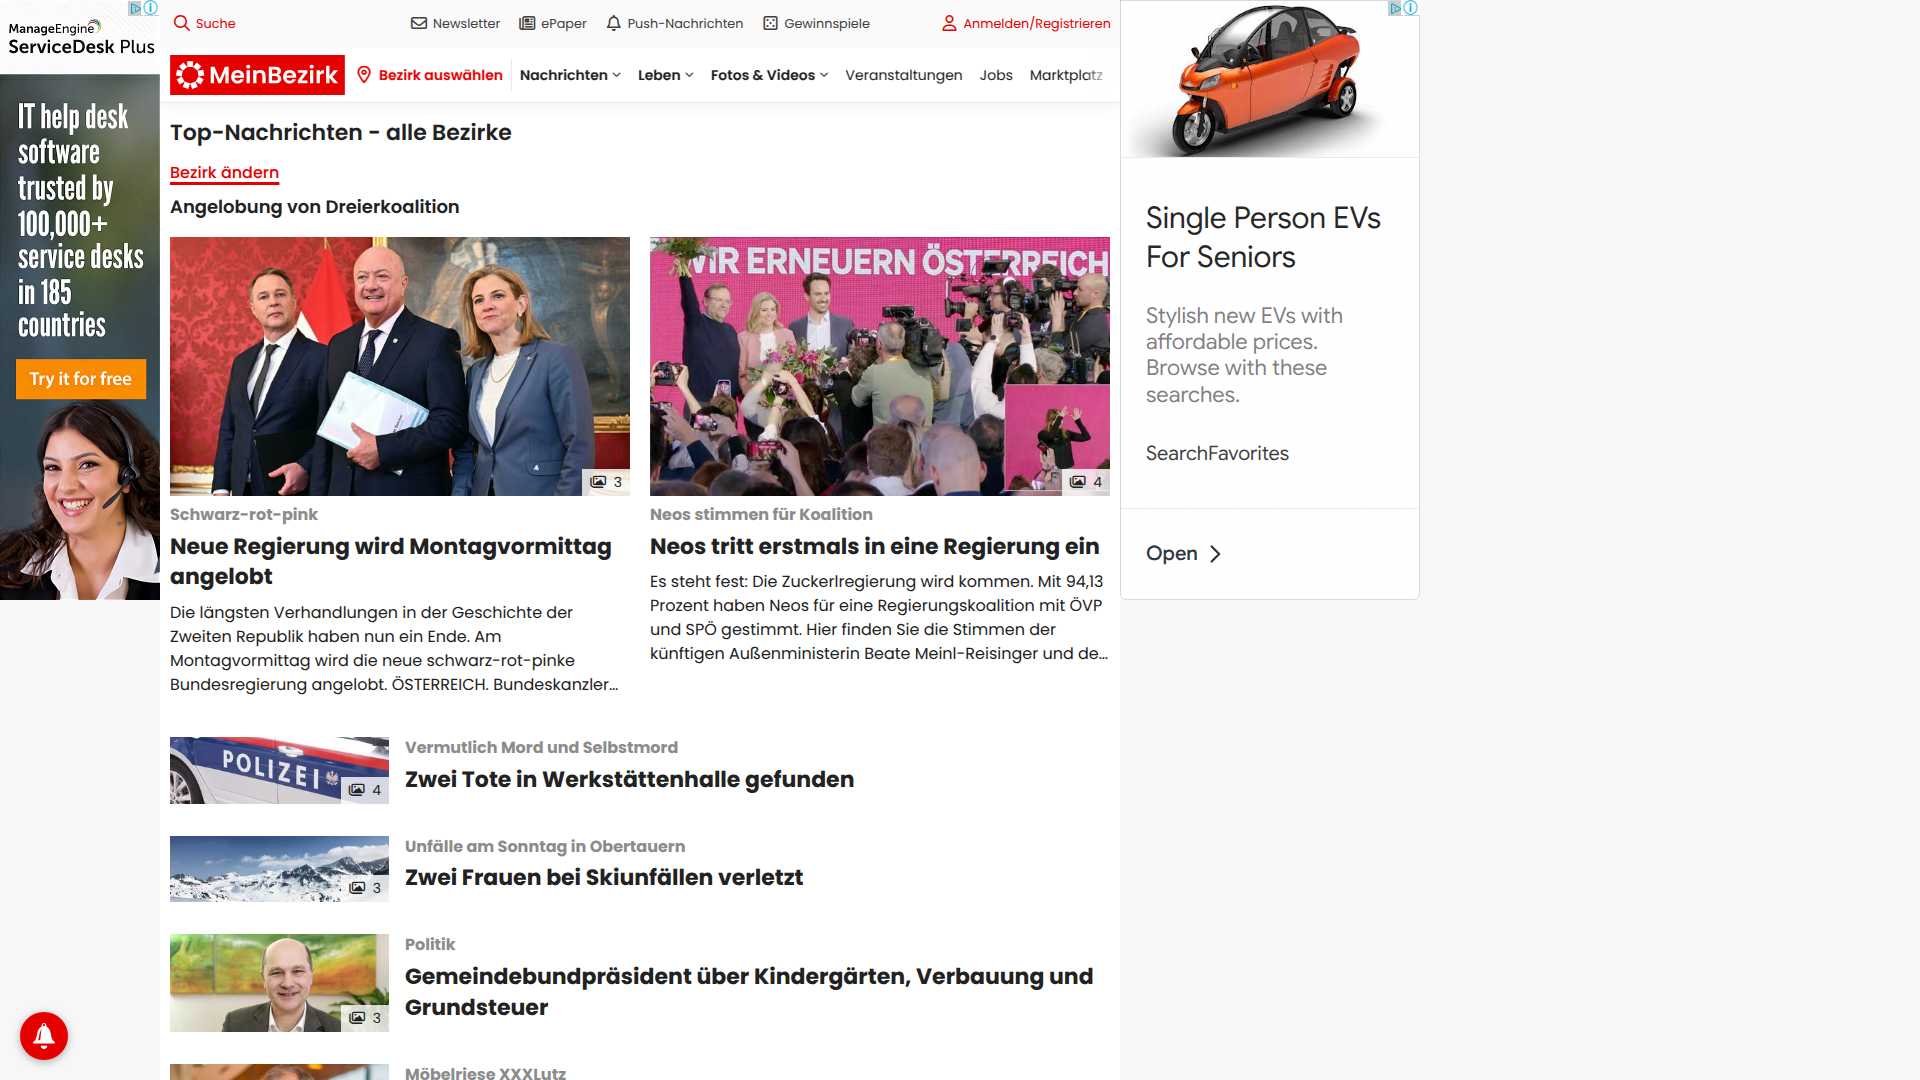 ManageEngine
ServiceDesk Plus
IT help desk
software
trusted by
100,000+
service desks
in 185
countries
Try it for free
Suche
Newsletter
ePaper
Push-Nachrichten
Gewinnspiele
Anmelden/Registrieren
MeinBezirk
Bezirk auswählen
Nachrichten
Leben
Fotos & Videos
Veranstaltungen
Jobs
Marktplatz
Top-Nachrichten - alle Bezirke
Bezirk ändern
Angelobung von Dreierkoalition
3
Schwarz-rot-pink
Neue Regierung wird Montagvormittag
angelobt
Die längsten Verhandlungen in der Geschichte der
Zweiten Republik haben nun ein Ende. Am
Montagvormittag wird die neue schwarz-rot-pinke
Bundesregierung angelobt. ÖSTERREICH. Bundeskanzler...
WIR ERNEUERN ÖSTERREICH
4
Neos stimmen für Koalition
Neos tritt erstmals in eine Regierung ein
Es steht fest: Die Zuckerlregierung wird kommen. Mit 94,13
Prozent haben Neos für eine Regierungskoalition mit ÖVP
und SPÖ gestimmt. Hier finden Sie die Stimmen der
künftigen Außenministerin Beate Meinl-Reisinger und de...
POLIZEI
4
Vermutlich Mord und Selbstmord
Zwei Tote in Werkstättenhalle gefunden
3
Unfälle am Sonntag in Obertauern
Zwei Frauen bei Skiunfällen verletzt
3
Politik
Gemeindebundpräsident über Kindergärten, Verbauung und
Grundsteuer
Möbelriese XXXLutz
Single Person EVs
For Seniors
Stylish new EVs with
affordable prices.
Browse with these
searches.
SearchFavorites
Open